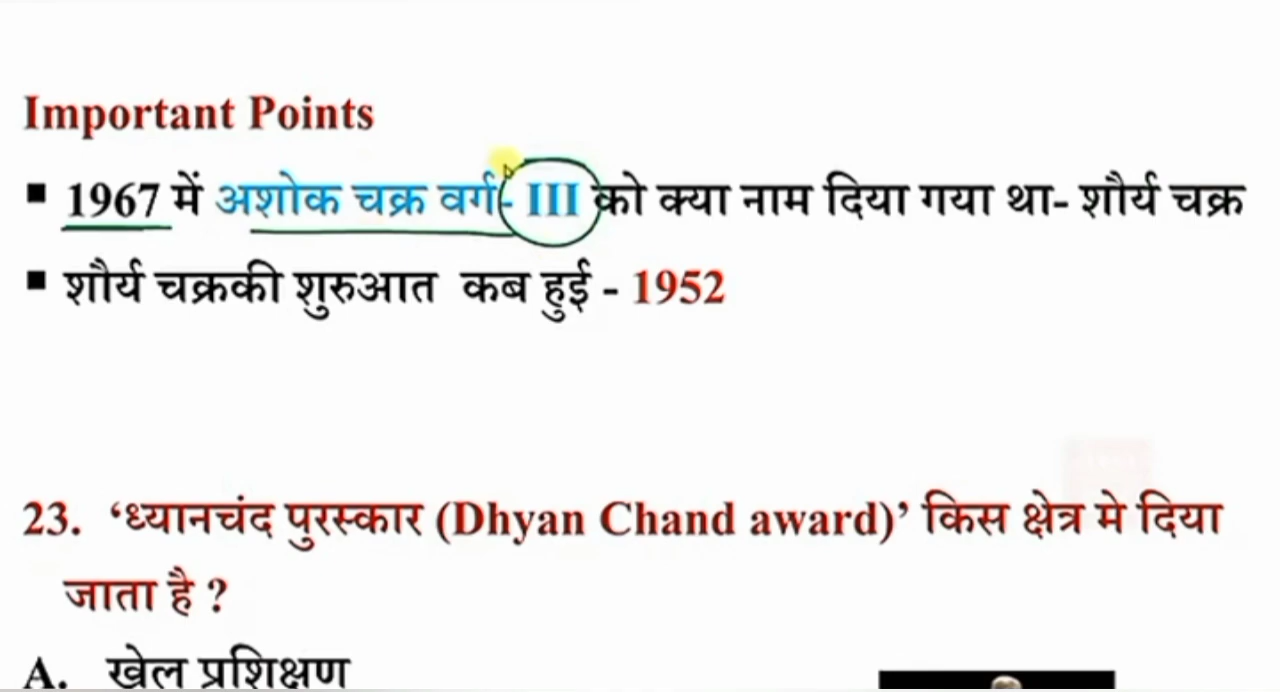 Important Points
▪ 1967 में अशोक चक्र वर्ग- III को क्या नाम दिया गया था- शौर्य चक्र
▪ शौर्य चक्रकी शुरुआत कब हुई - 1952
23. ‘ध्यानचंद पुरस्कार (Dhyan Chand award)’ किस क्षेत्र मे दिया
जाता है ?
A. खेल प्रशिक्षण